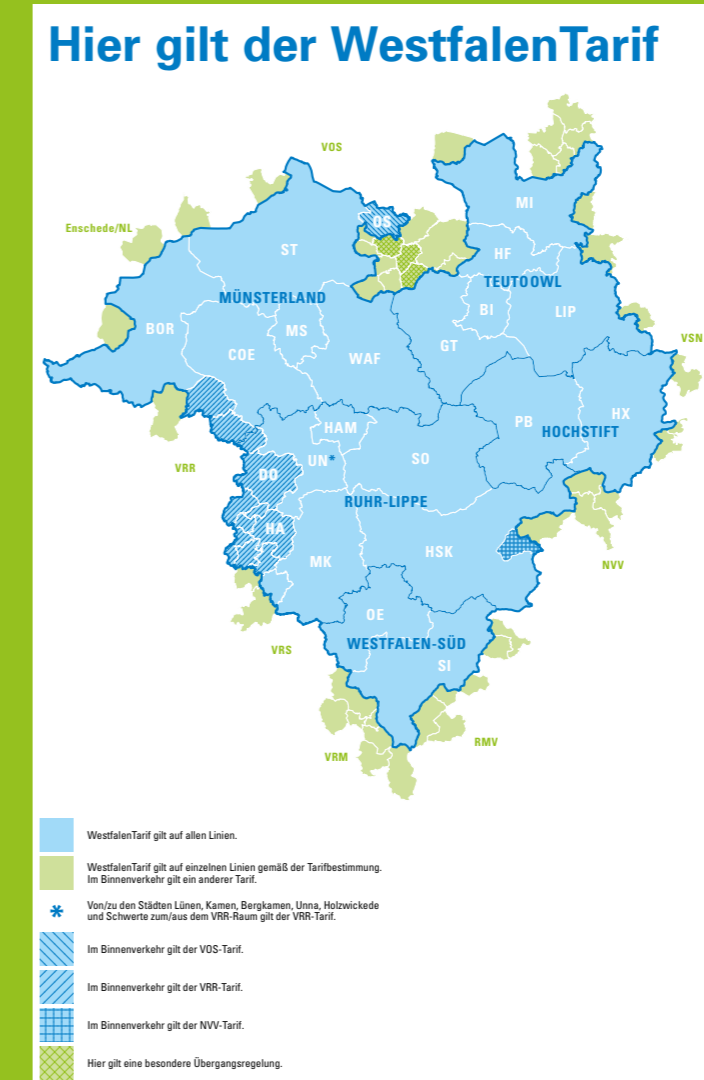 Hier gilt der WestfalenTarif
VOS
Enschede/NL
OS
MI
ST
HF
TEUTOOWL
MÜNSTERLAND
BI
LIP
BOR
MS
COE
WAF
GT
VSN
PB
HX
HAM
HOCHSTIFT
UN*
SO
VRR
DO
RUHR-LIPPE
HA
HSK
MK
NVV
OE
WESTFALEN-SÜD
VRS
SI
RMV
VRM
WestfalenTarif gilt auf allen Linien.
WestfalenTarif gilt auf einzelnen Linien gemäß der Tarifbestimmung.
Im Binnenverkehr gilt ein anderer Tarif.
* Von/zu den Städten Lünen, Kamen, Bergkamen, Unna, Holzwickede
und Schwerte zum/aus dem VRR-Raum gilt der VRR-Tarif.
Im Binnenverkehr gilt der VOS-Tarif.
Im Binnenverkehr gilt der VRR-Tarif.
Im Binnenverkehr gilt der NVV-Tarif.
Hier gilt eine besondere Übergangsregelung.